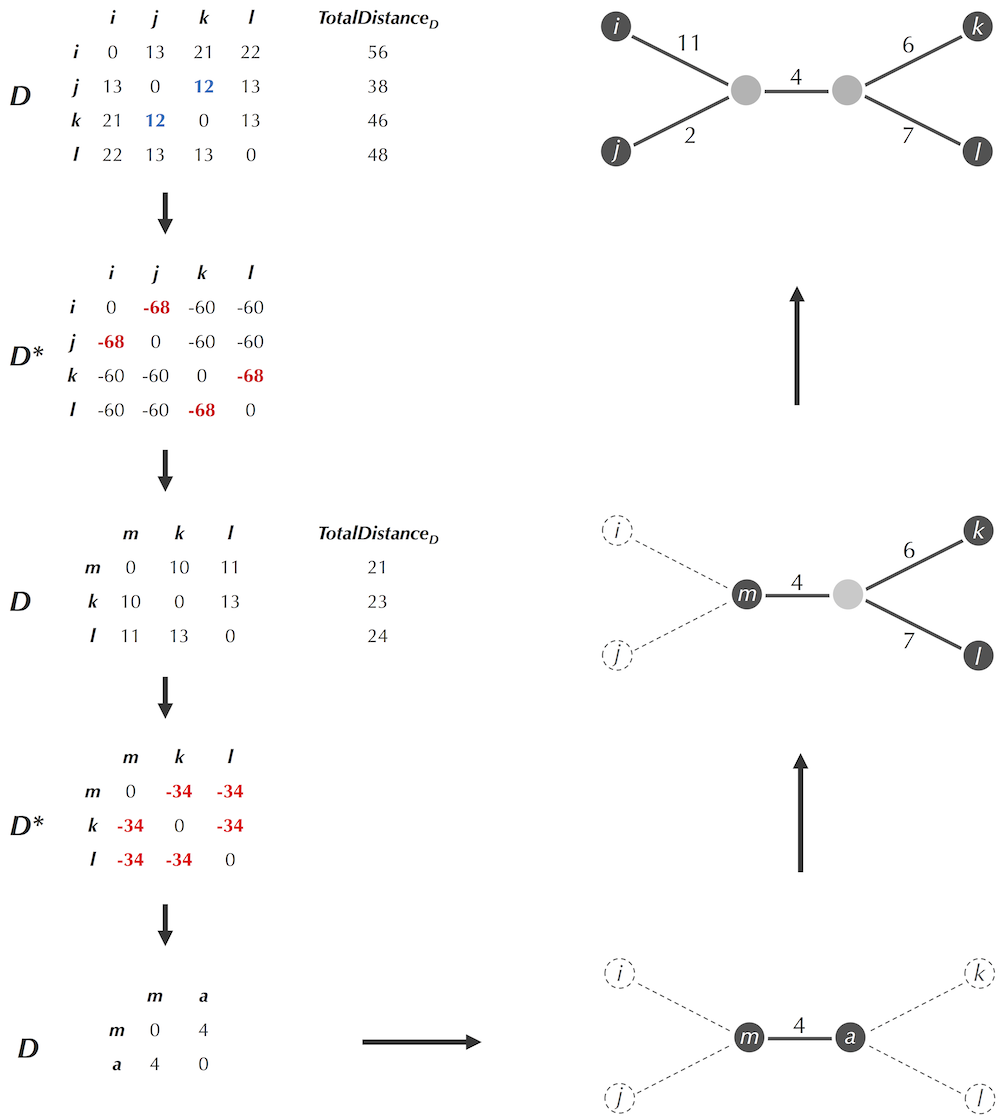 i j k l TotalDistance_D
i 0 13 21 22 56
D
j 13 0 12 13 38
k 21 12 0 13 46
l 22 13 13 0 48
i 11 6 k
4
j 2 7 l
i j k l
i 0 -68 -60 -60
D*
j -68 0 -60 -60
k -60 -60 0 -68
l -60 -60 -68 0
m k l TotalDistance_D
m 0 10 11 21
D
k 10 0 13 23
l 11 13 0 24
i 6 k
m 4
j 7 l
m k l
m 0 -34 -34
D*
k -34 0 -34
l -34 -34 0
m a
m 0 4
D
a 4 0
i k
m 4 a
j l